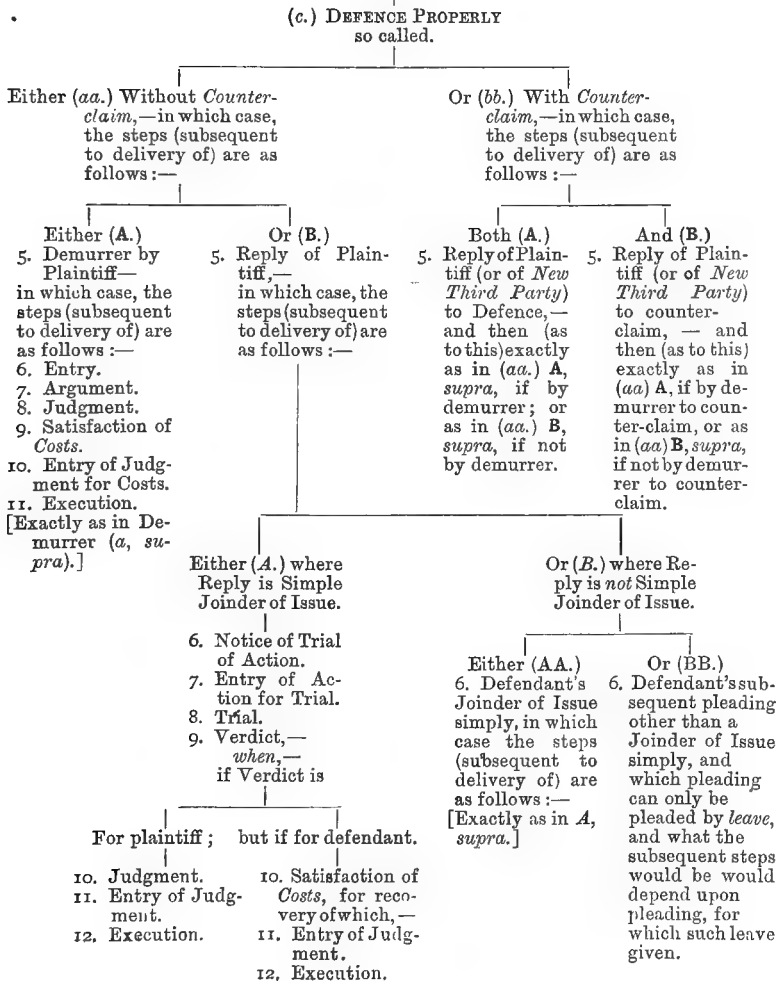 (c.) DEFENCE PROPERLY
so called.
Either (aa.) Without Counter-
claim,—in which case,
the steps (subsequent
to delivery of) are as
follows :—
Or (bb.) With Counter-
claim,—in which case,
the steps (subsequent
to delivery of) are as
follows :—
Either (A.)
5. Demurrer by
Plaintiff—
in which case, the
steps (subsequent
to delivery of) are
as follows :—
6. Entry.
7. Argument.
8. Judgment.
9. Satisfaction of
Costs.
10. Entry of Judg-
ment for Costs.
11. Execution.
[Exactly as in De-
murrer (a, su-
pra).]
Or (B.)
5. Reply of Plain-
tiff,—
in which case, the
steps (subsequent
to delivery of) are
as follows :—
Both (A.)
5. Reply of Plain-
tiff (or of New
Third Party)
to Defence,—
and then (as
to this) exactly
as in (aa.) A,
supra, if by
demurrer; or
as in (aa.) B,
supra, if not
by demurrer.
And (B.)
5. Reply of Plain-
tiff (or of New
Third Party)
to counter-
claim, — and
then (as to this)
exactly as in
(aa) A, if by de-
murrer to coun-
ter-claim, or as
in (aa) B, supra,
if not by demur-
rer to counter-
claim.
Either (A.) where
Reply is Simple
Joinder of Issue.
6. Notice of Trial
of Action.
7. Entry of Ac-
tion for Trial.
8. Trial.
9. Verdict,—
when,—
if Verdict is
For plaintiff;
10. Judgment.
11. Entry of Judg-
ment.
12. Execution.
but if for defendant.
10. Satisfaction of
Costs, for reco-
very of which,—
11. Entry of Judg-
ment.
12. Execution.
Or (B.) where Re-
ply is not Simple
Joinder of Issue.
Either (AA.)
6. Defendant's
Joinder of Issue
simply, in which
case the steps
(subsequent to
delivery of) are
as follows :—
[Exactly as in A,
supra.]
Or (BB.)
6. Defendant's sub-
sequent pleading
other than a
Joinder of Issue
simply, and
which pleading
can only be
pleaded by leave,
and what the
subsequent steps
would be would
depend upon
pleading, for
which such leave
given.